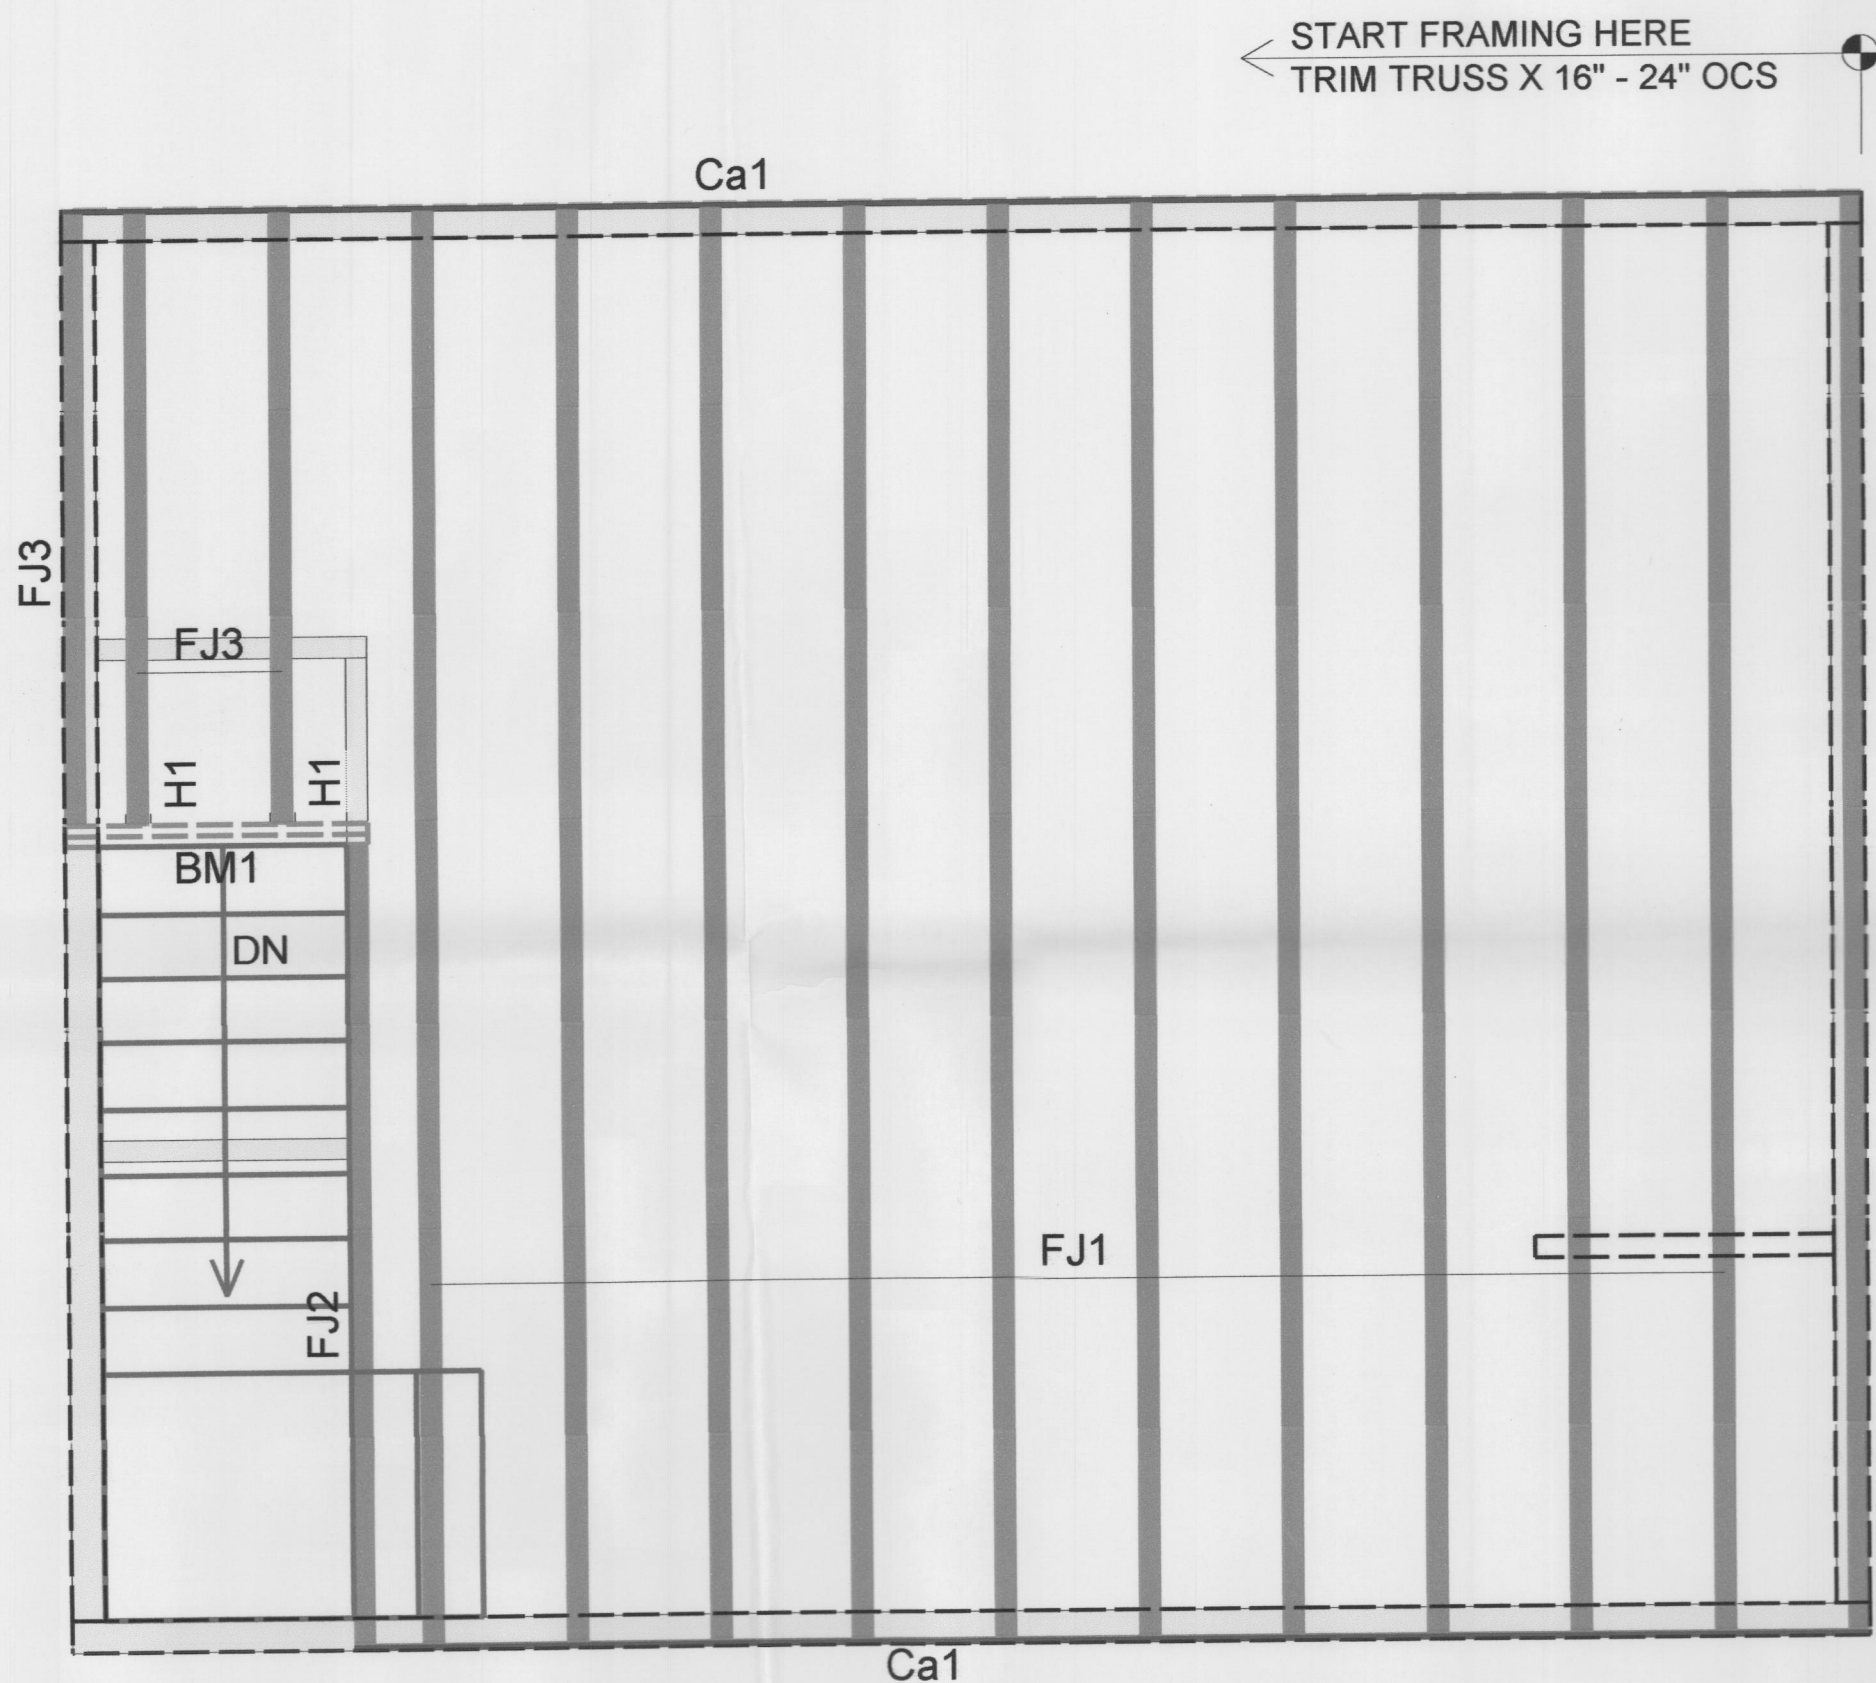 START FRAMING HERE
TRIM TRUSS X 16" - 24" OCS
Ca1
FJ3
FJ3
H1
H1
BM1
DN
FJ1
FJ2
Ca1